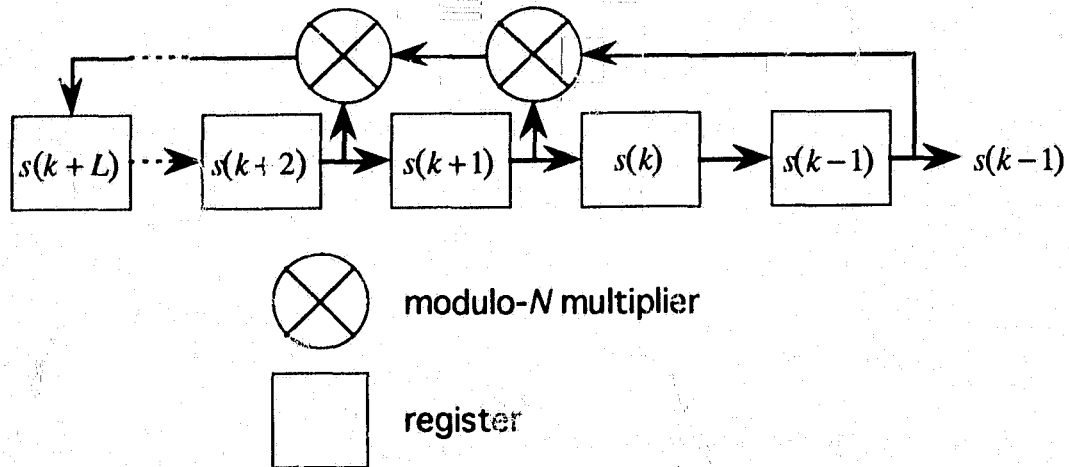 s(k + L) s(k + 2) s(k + 1) s(k) s(k − 1) s(k − 1)
modulo-N multiplier
register